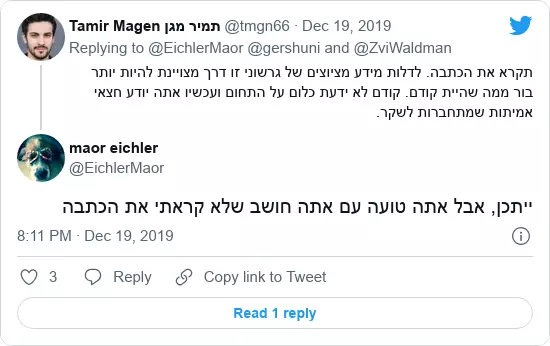 Tamir Magen תמיר מגן @tmgn66 · Dec 19, 2019
Replying to @EichlerMaor @gershuni and @ZviWaldman
תקרא את הכתבה. לדלות מידע מציוצים של גרשוני זו דרך מצויינת להיות יותר
בור ממה שהיית קודם. קודם לא ידעת כלום על התחום ועכשיו אתה יודע חצאי
אמיתות שמתחברות לשקר.
maor eichler
@EichlerMaor
ייתכן, אבל אתה טועה עם אתה חושב שלא קראתי את הכתבה
8:11 PM · Dec 19, 2019
3 Reply Copy link to Tweet
Read 1 reply